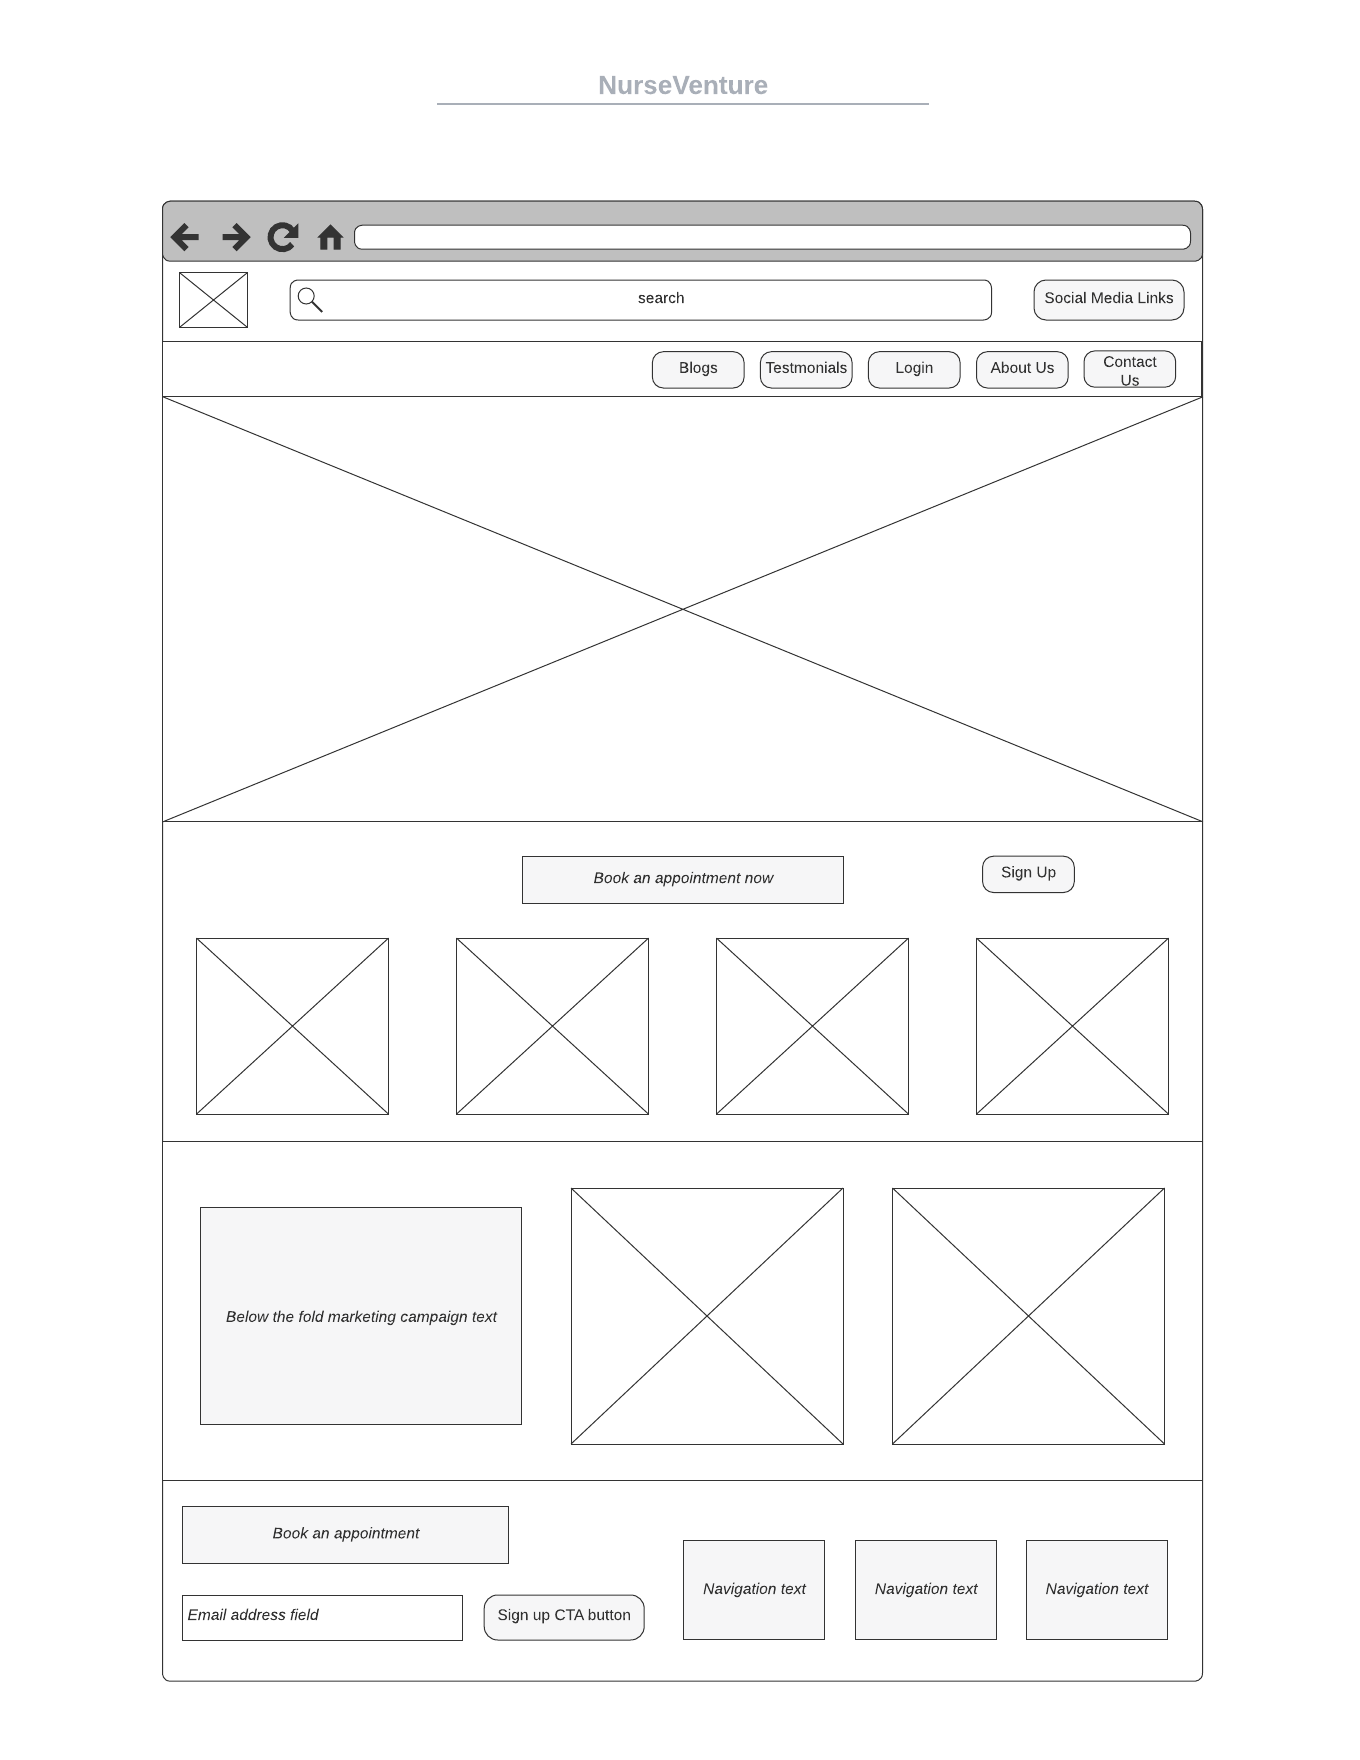 NurseVenture
search
Social Media Links
Blogs
Testmonials
Login
About Us
Contact
Us
Book an appointment now
Sign Up
Below the fold marketing campaign text
Book an appointment
Email address field
Sign up CTA button
Navigation text
Navigation text
Navigation text